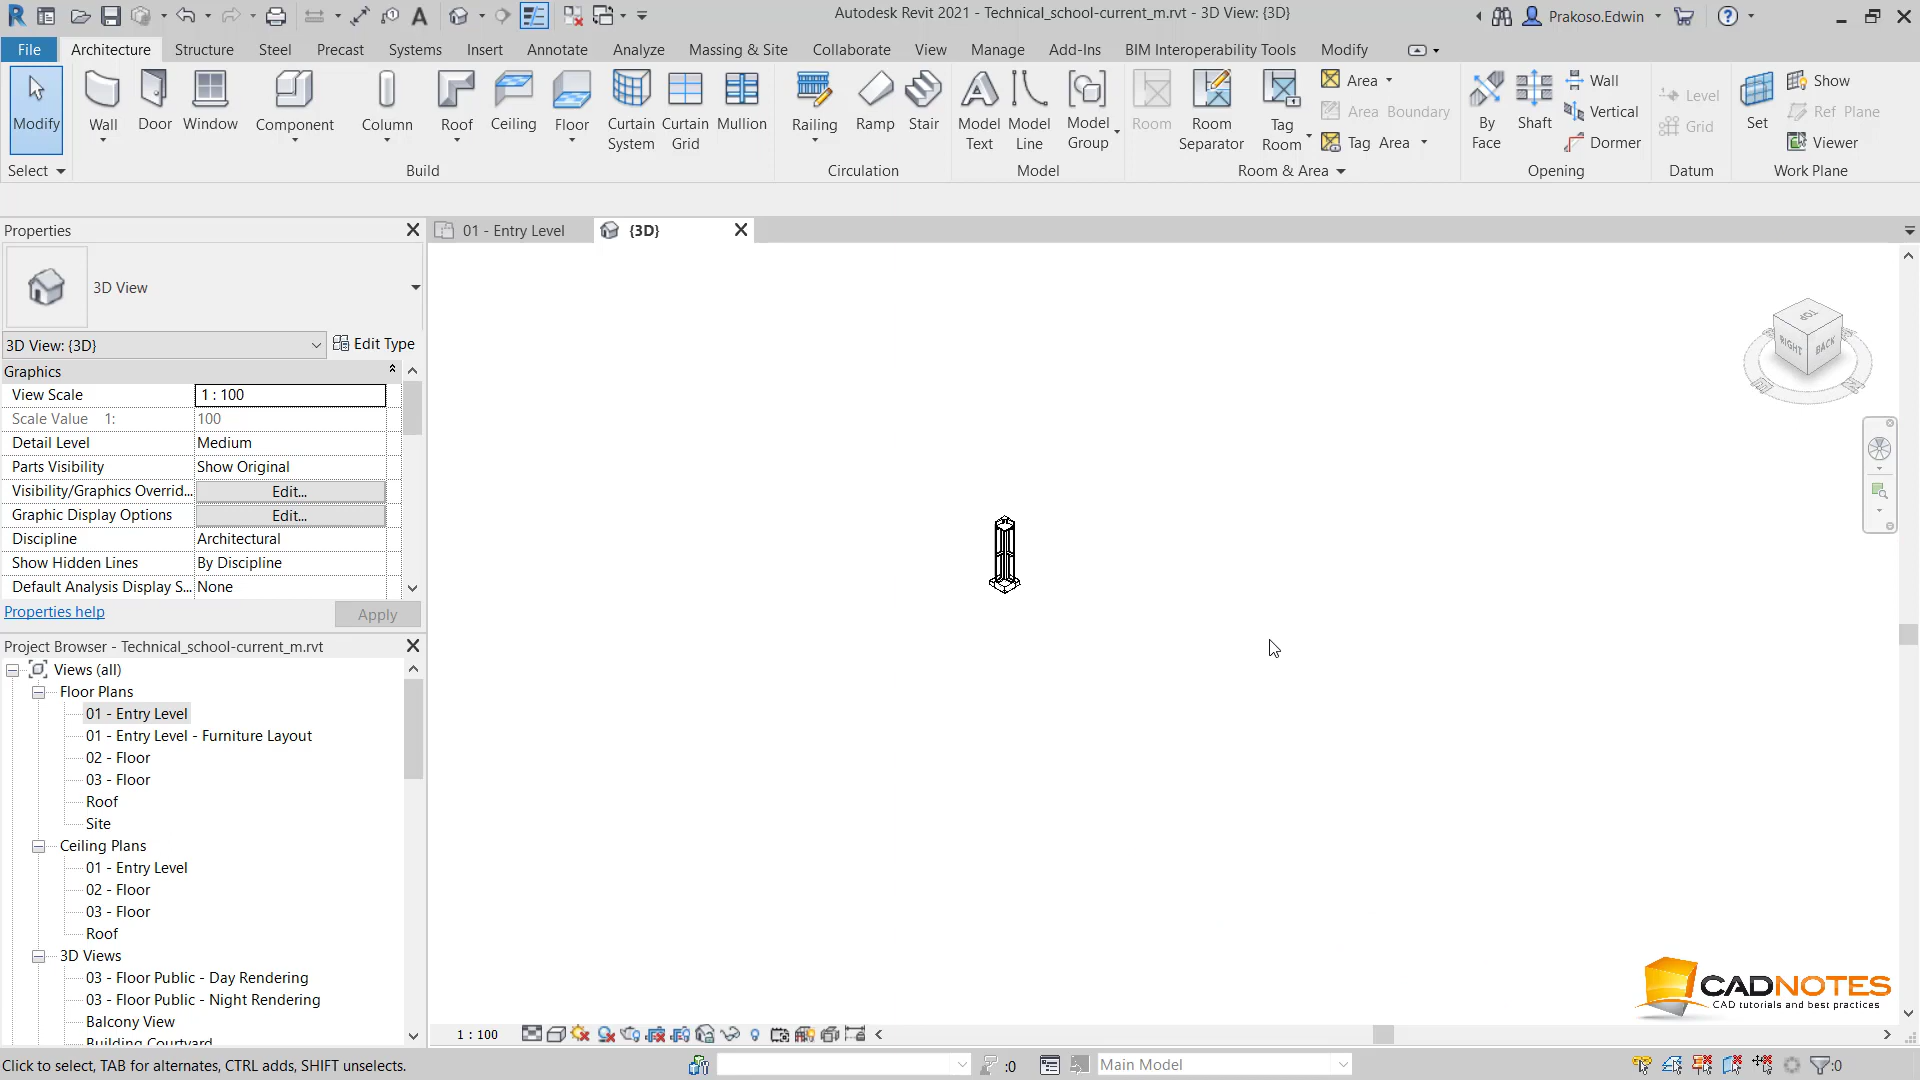 Autodesk Revit 2021 - Technical_school-current_m.rvt - 3D View: {3D}
Prakoso.Edwin
File Architecture Structure Steel Precast Systems Insert Annotate Analyze Massing & Site Collaborate View Manage Add-Ins BIM Interoperability Tools Modify
Modify
Wall
Door
Window
Component
Column
Roof
Ceiling
Floor
Curtain System
Curtain Grid
Mullion
Railing
Ramp
Stair
Model Text
Model Line
Model Group
Room
Room Separator
Tag Room
Area
Area Boundary
Tag Area
By Face
Shaft
Wall
Vertical
Dormer
Level
Grid
Set
Show
Ref Plane
Viewer
Select Build Circulation Model Room & Area Opening Datum Work Plane
Properties
01 - Entry Level
{3D}
3D View
3D View: {3D}
Edit Type
Graphics
View Scale 1 : 100
Scale Value 1: 100
Detail Level Medium
Parts Visibility Show Original
Visibility/Graphics Overrid... Edit...
Graphic Display Options Edit...
Discipline Architectural
Show Hidden Lines By Discipline
Default Analysis Display S... None
Properties help
Apply
Project Browser - Technical_school-current_m.rvt
Views (all)
Floor Plans
01 - Entry Level
01 - Entry Level - Furniture Layout
02 - Floor
03 - Floor
Roof
Site
Ceiling Plans
01 - Entry Level
02 - Floor
03 - Floor
Roof
3D Views
03 - Floor Public - Day Rendering
03 - Floor Public - Night Rendering
Balcony View
Building Courtyard
TOP
RIGHT
BACK
CADNOTES
CAD tutorials and best practices
1 : 100
Click to select, TAB for alternates, CTRL adds, SHIFT unselects.
:0
Main Model
:0